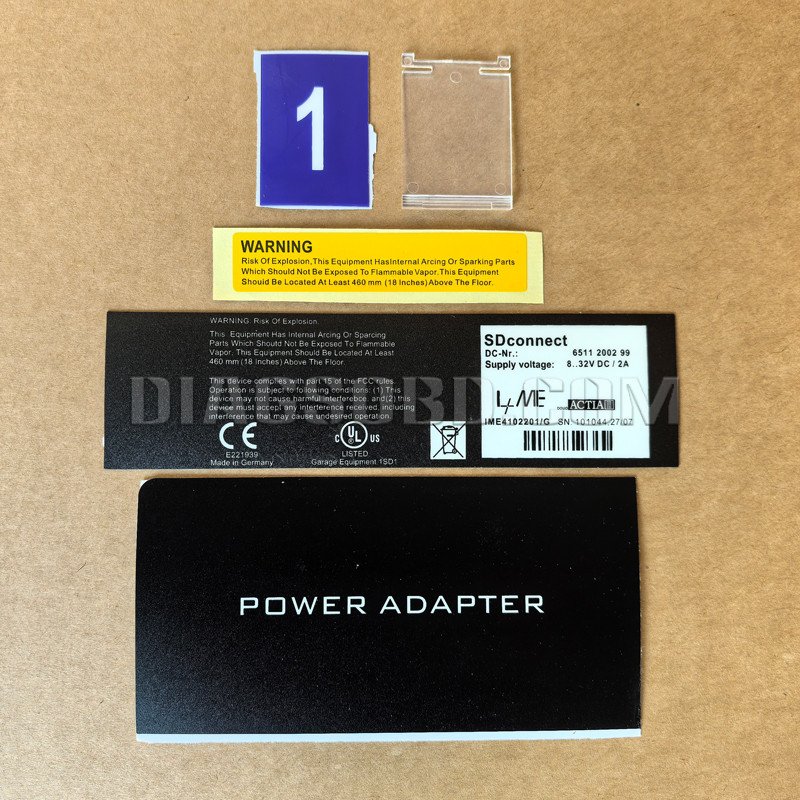 1
WARNING
Risk Of Explosion,This Equipment HasInternal Arcing Or Sparking Parts
Which Should Not Be Exposed To Flammable Vapor.This Equipment
Should Be Located At Least 460 mm (18 Inches) Above The Floor.
WARNING. Risk Of Explosion.
This Equipment Has Internal Arcing Or Sparcing
Parts Which Should Not Be Exposed To Flammable
Vapor. This Equipment Should Be Located At Least
460 mm (18 Inch) Above The Floor.
This device complies with part 15 of the FCC rules.
Operation is subject to following conditions: (1)This
device may not cause harmful interference. and(2) this
device must accept any interference received, including
interference that may cause undesired operation.
CE
E221939
Made in Germany
C UL US
LISTED
Garage Equipment 1SD1
SDconnect
DC-Nr.: 6511 2002 99
Supply voltage: 8..32V DC / 2A
ACTIA
IME4102201/G SN: 101044 27/07
DIAGOBD.COM
POWER ADAPTER